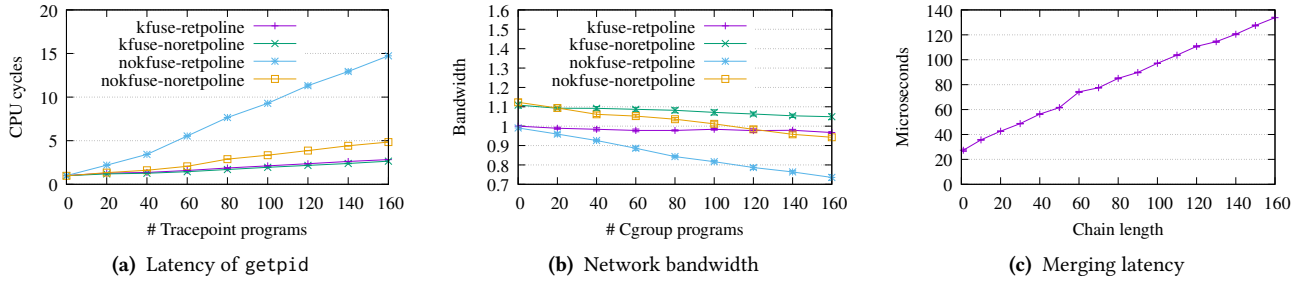 20
15
10
5
0
CPU cycles
kfuse-retpoline
kfuse-noretpoline
nokfuse-retpoline
nokfuse-noretpoline
0 20 40 60 80 100 120 140 160
# Tracepoint programs
(a) Latency of getpid
1.6
1.5
1.4
1.3
1.2
1.1
1
0.9
0.8
0.7
Bandwidth
kfuse-retpoline
kfuse-noretpoline
nokfuse-retpoline
nokfuse-noretpoline
0 20 40 60 80 100 120 140 160
# Cgroup programs
(b) Network bandwidth
140
120
100
80
60
40
20
0
Microseconds
0 20 40 60 80 100 120 140 160
Chain length
(c) Merging latency